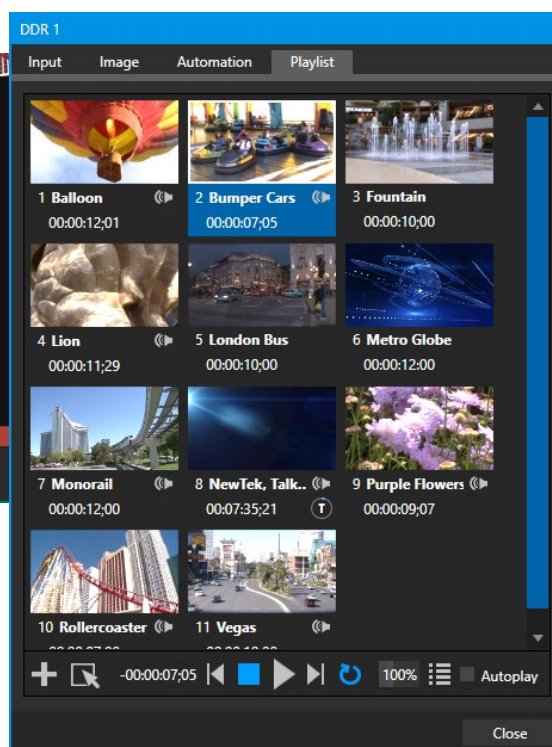 DDR 1
Input Image Automation Playlist
1 Balloon 2 Bumper Cars 3 Fountain
00:00:12;01 00:00:07;05 00:00:10;00
4 Lion 5 London Bus 6 Metro Globe
00:00:11;29 00:00:10;00 00:00:12:00
7 Monorail 8 NewTek, Talk.. 9 Purple Flowers
00:00:12;00 00:07:35;21 T 00:00:09;07
10 Rollercoaster 11 Vegas
-00:00:07;05 100% Autoplay
Close